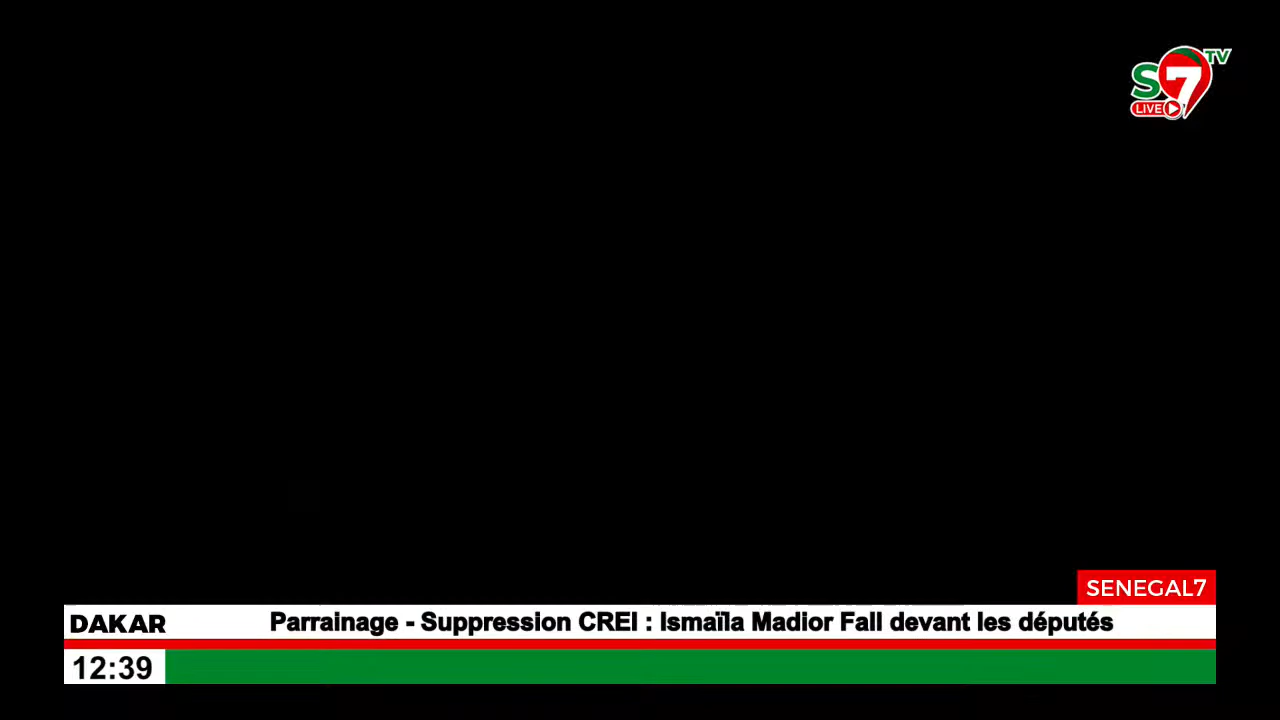 S7 TV
LIVE
SENEGAL7
DAKAR
Parrainage - Suppression CREI : Ismaïla Madior Fall devant les députés
12:39